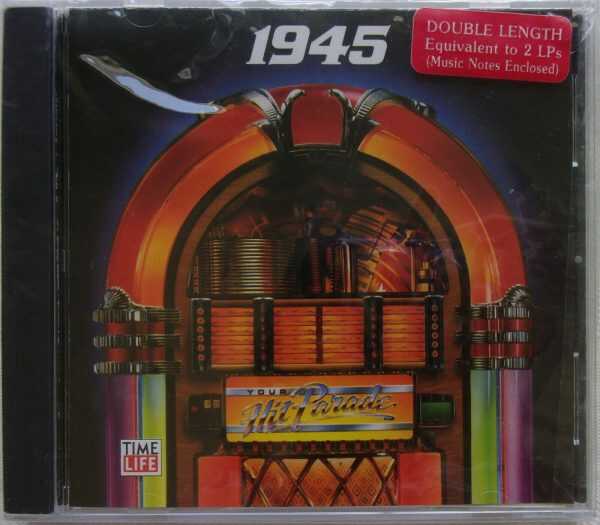 1945
DOUBLE LENGTH
Equivalent to 2 LPs
(Music Notes Enclosed)
YOUR
Hit Parade
TIME
LIFE